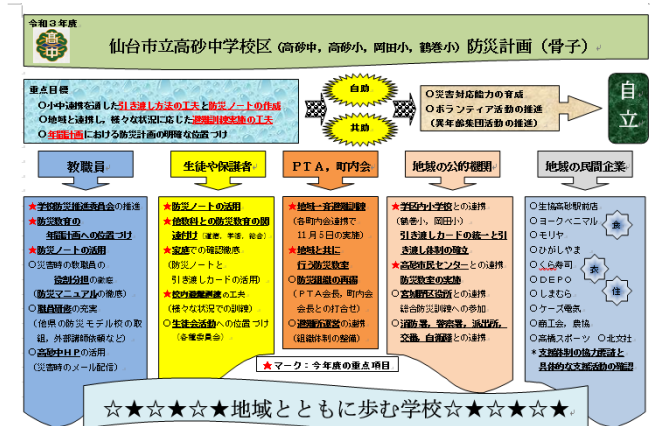 令和3年度
仙台市立高砂中学校区 (高砂中，高砂小，岡田小，鶴巻小) 防災計画（骨子）
重点目標
○小中連携を通した引き渡し方法の工夫と防災ノートの作成
○地域と連携し，様々な状況に応じた避難訓練実施の工夫
○年間計画における防災計画の明確な位置づけ
自助
共助
○災害対応能力の育成
○ボランティア活動の推進
（異年齢集団活動の推進）
自立
教職員
★学校防災推進委員会の推進
★防災教育の
年間計画への位置づけ
★防災ノートの活用
○災害時の教職員の
役割分担の徹底
（防災マニュアルの徹底）
○職員研修の充実
（他県の防災モデル校の取
組，外部講師依頼など）
○高砂中HPの活用
（災害時のメール配信）
生徒や保護者
★防災ノートの活用
★他教科との防災教育の関
連付け（道徳，学活，総合）
★家庭での確認徹底
（防災ノートと
引き渡しカードの活用）
★校内避難経路の工夫
（様々な状況での訓練）
○生徒会活動への位置づけ
（各種委員会）
PTA，町内会
★地域一斉避難訓練
（各町内会連携で
11月5日の実施）
★地域と共に
行う防災教室
○防災組織の再編
（PTA会長，町内会
会長との打合せ）
○避難所運営の連携
（組織体制の整備）
地域の公的機関
★学区内小学校との連携
（鶴巻小，岡田小）
引き渡しカードの統一と引
き渡し体制の確立
★高砂市民センターとの連携
防災教室の実施
○宮城野区役所との連携
総合防災訓練への参加
○消防署，警察署，派出所，
交番，自衛隊との連携
地域の民間企業
○生協高砂駅前店
○ヨークベニマル
○モリヤ
○ひがしやま
○くら寿司
○DEPO
○しまむら
○ケーズ電気
○商工会，農協
○高橋スポーツ ○北文社
＊支援体制の協力要請と
具体的な支援活動の確認
食
衣
住
★マーク：今年度の重点項目
☆★☆★☆★地域とともに歩む学校☆★☆★☆★